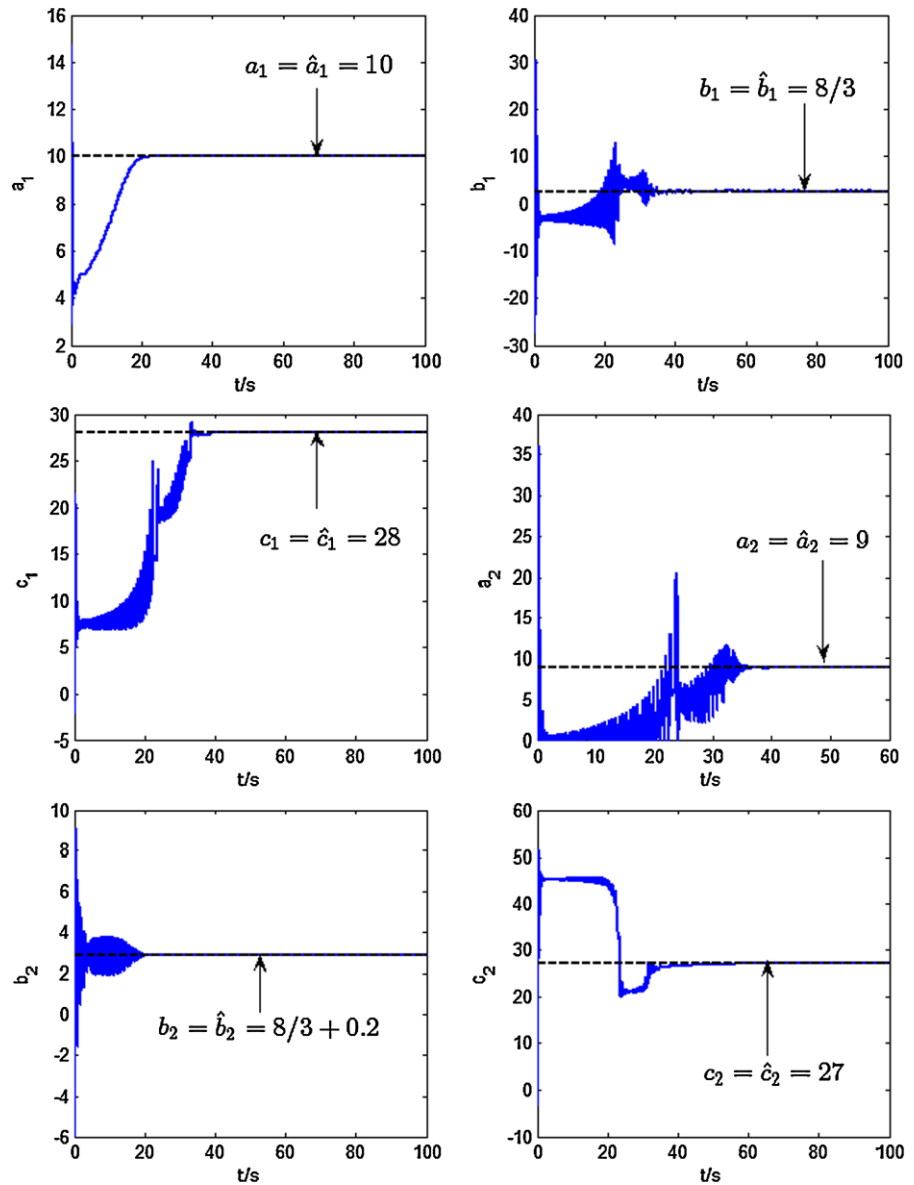 16
14
12
10
8
6
4
2
a₁
a₁ = â₁ = 10
0 20 40 60 80 100
t/s
40
30
20
10
0
-10
-20
-30
b₁
b₁ = b̂₁ = 8/3
0 20 40 60 80 100
t/s
30
25
20
15
10
5
0
-5
c₁
c₁ = ĉ₁ = 28
0 20 40 60 80 100
t/s
40
35
30
25
20
15
10
5
0
a₂
a₂ = â₂ = 9
0 10 20 30 40 50 60
t/s
10
8
6
4
2
0
-2
-4
-6
b₂
b₂ = b̂₂ = 8/3 + 0.2
0 20 40 60 80 100
t/s
60
50
40
30
20
10
0
-10
c₂
c₂ = ĉ₂ = 27
0 20 40 60 80 100
t/s